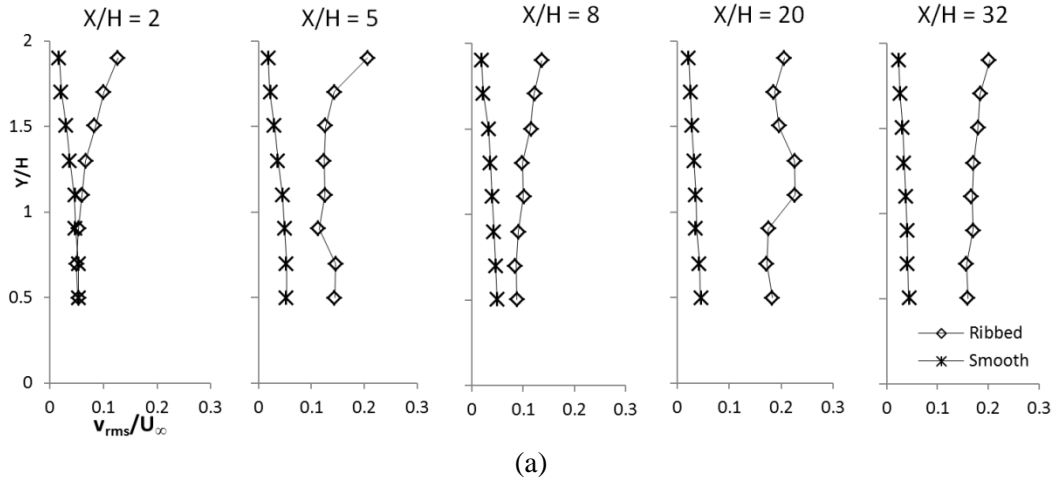 X/H = 2 X/H = 5 X/H = 8 X/H = 20 X/H = 32
2
1.5
Y/H
1
0.5
Ribbed
Smooth
0
0 0.1 0.2 0.3 0 0.1 0.2 0.3 0 0.1 0.2 0.3 0 0.1 0.2 0.3 0 0.1 0.2 0.3
v_rms/U_∞
(a)